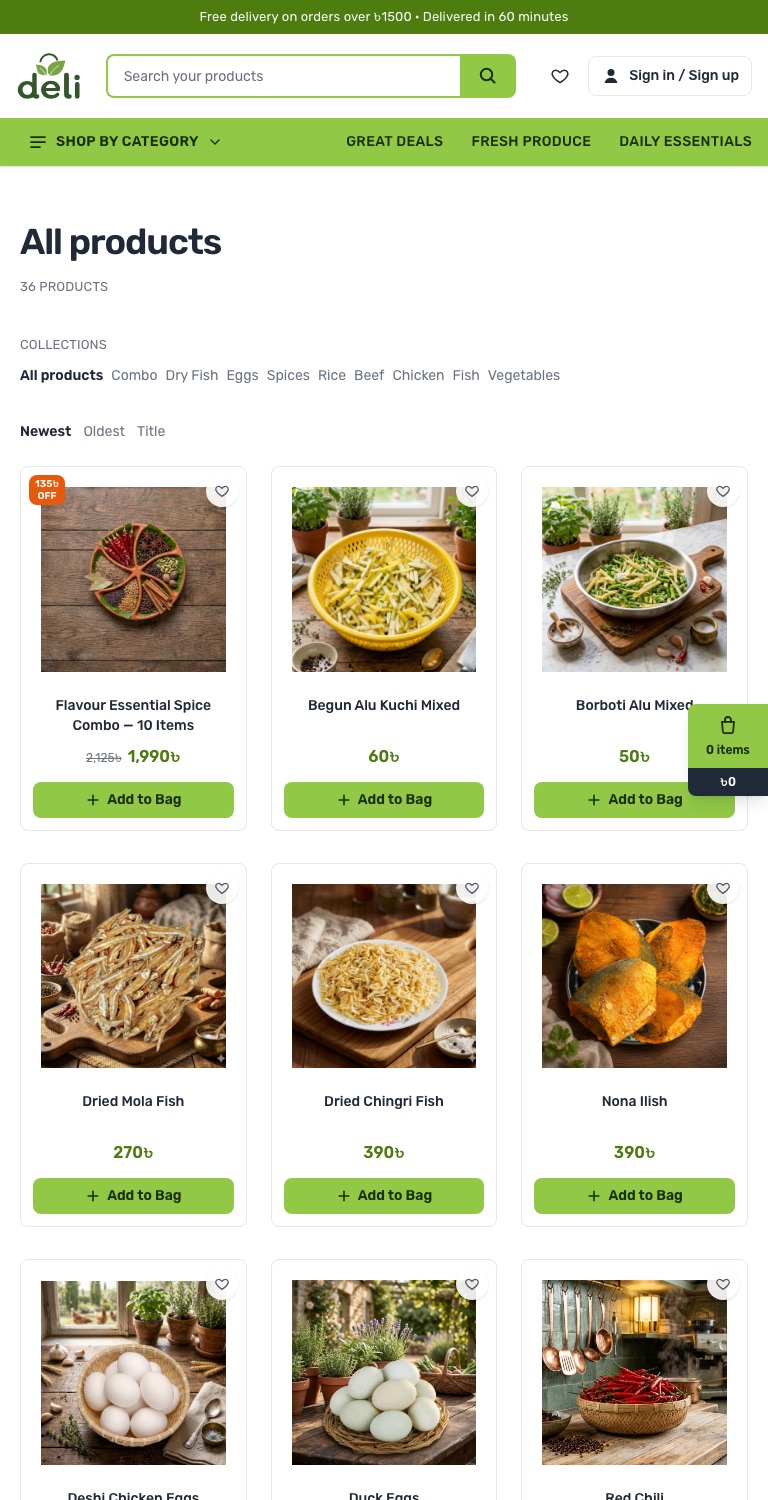 Free delivery on orders over ৳1500 • Delivered in 60 minutes
deli
Search your products
Sign in / Sign up
SHOP BY CATEGORY
GREAT DEALS
FRESH PRODUCE
DAILY ESSENTIALS
All products
36 PRODUCTS
COLLECTIONS
All products Combo Dry Fish Eggs Spices Rice Beef Chicken Fish Vegetables
Newest Oldest Title
135৳
OFF
Flavour Essential Spice
Combo — 10 Items
2,125৳ 1,990৳
Add to Bag
Begun Alu Kuchi Mixed
60৳
Add to Bag
Borboti Alu Mixed
50৳
Add to Bag
0 items
৳0
Dried Mola Fish
270৳
Add to Bag
Dried Chingri Fish
390৳
Add to Bag
Nona Ilish
390৳
Add to Bag
Deshi Chicken Eggs
Duck Eggs
Red Chili